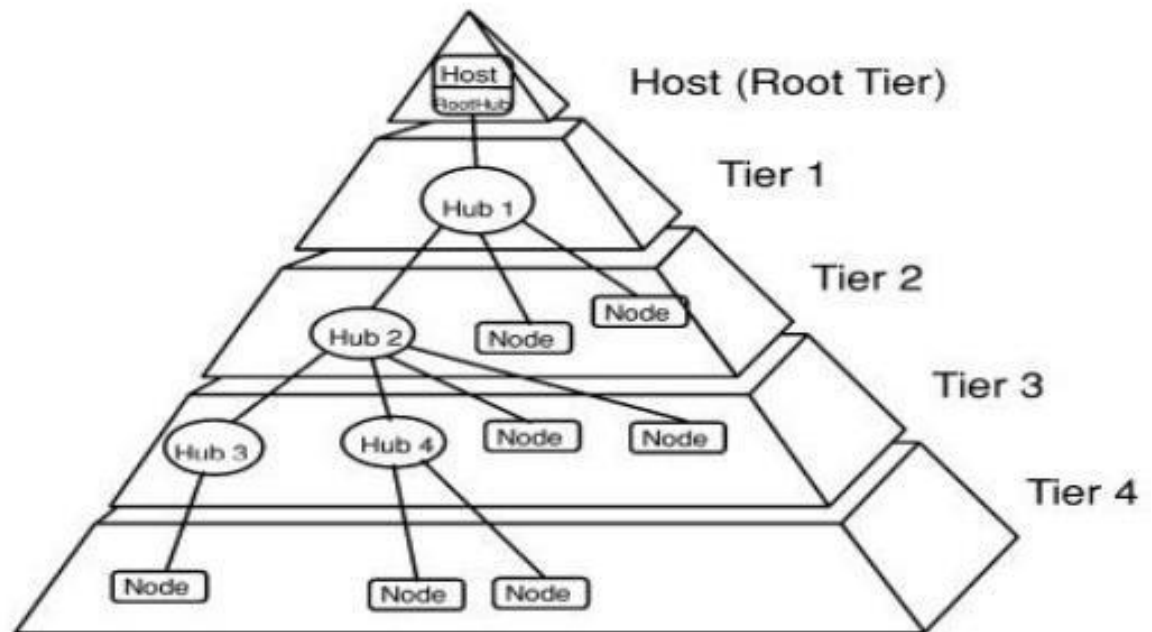 Host
RootHub
Host (Root Tier)
Tier 1
Hub 1
Tier 2
Node
Node
Hub 2
Tier 3
Node
Node
Hub 4
Hub 3
Tier 4
Node
Node
Node